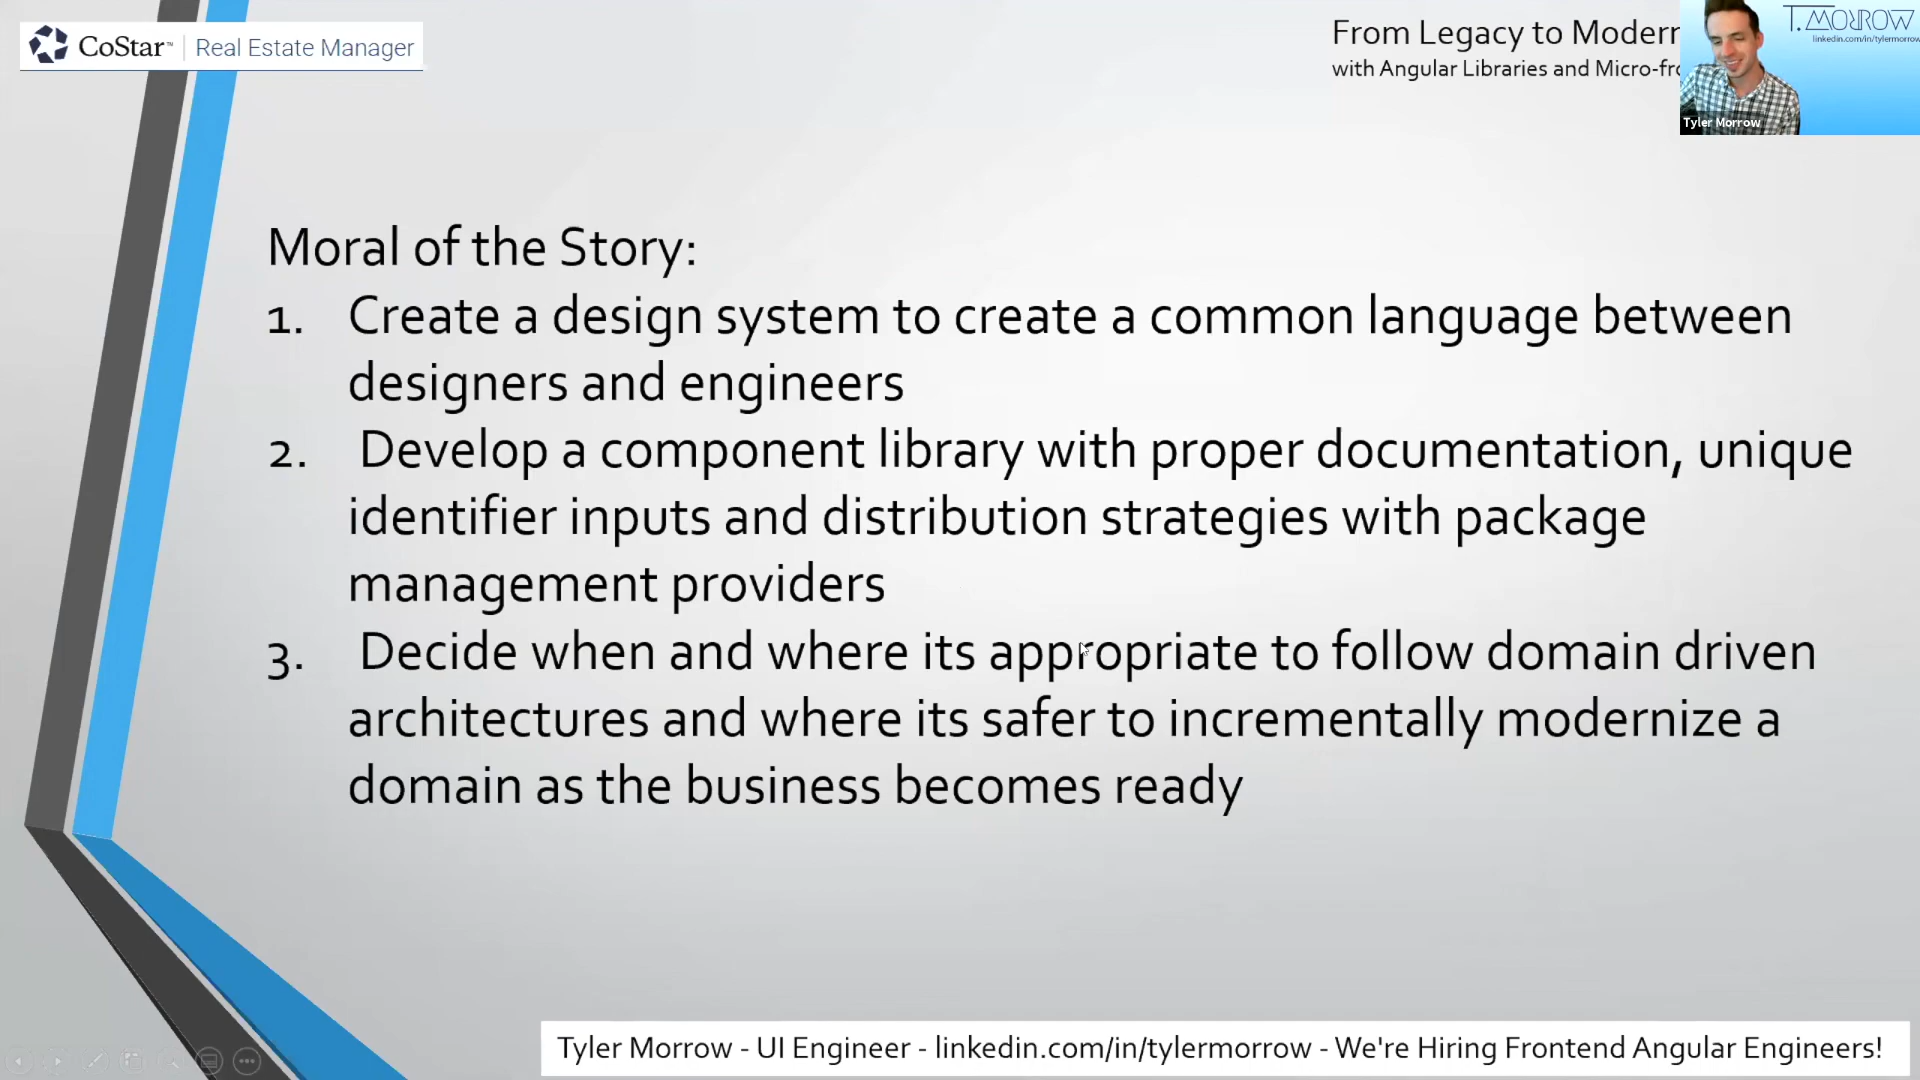 CoStar™ | Real Estate Manager
From Legacy to Modern
with Angular Libraries and Micro-fr
T.MORROW
linkedin.com/in/tylermorrow
Tyler Morrow
Moral of the Story:
1. Create a design system to create a common language between
designers and engineers
2. Develop a component library with proper documentation, unique
identifier inputs and distribution strategies with package
management providers
3. Decide when and where its appropriate to follow domain driven
architectures and where its safer to incrementally modernize a
domain as the business becomes ready
Tyler Morrow - UI Engineer - linkedin.com/in/tylermorrow - We're Hiring Frontend Angular Engineers!